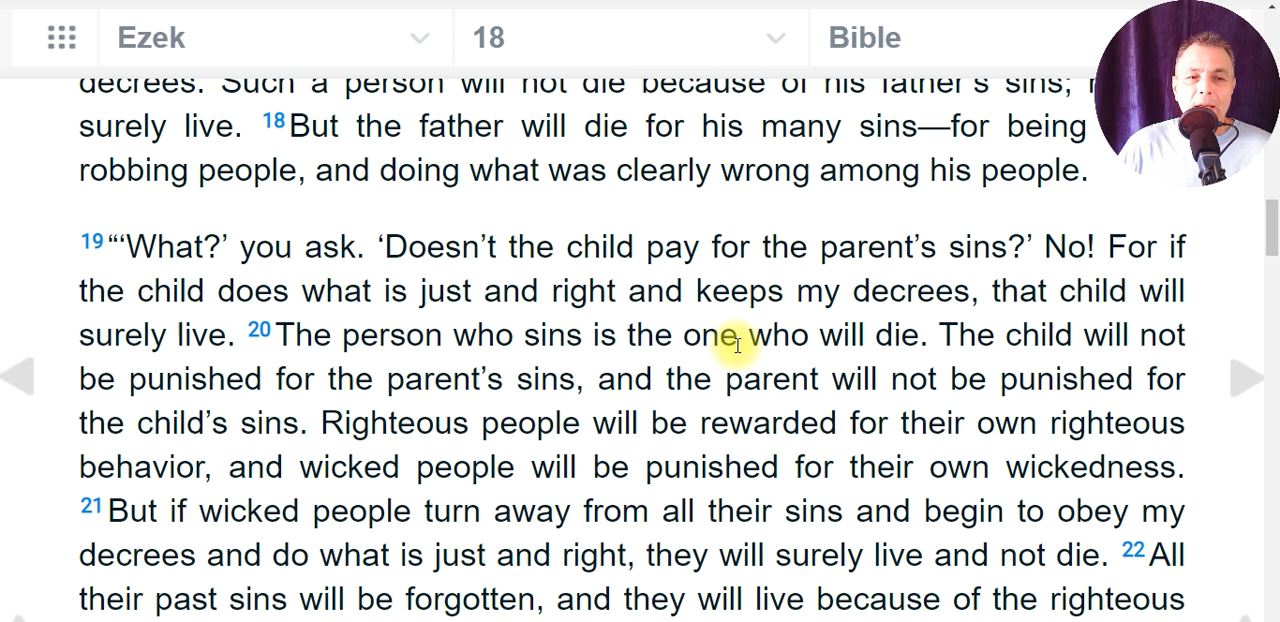 Ezek 18 Bible
decrees. Such a person will not die because of his father's sins;
surely live. 18 But the father will die for his many sins—for being
robbing people, and doing what was clearly wrong among his people.
19 “‘What?’ you ask. ‘Doesn’t the child pay for the parent’s sins?’ No! For if
the child does what is just and right and keeps my decrees, that child will
surely live. 20 The person who sins is the one who will die. The child will not
be punished for the parent’s sins, and the parent will not be punished for
the child’s sins. Righteous people will be rewarded for their own righteous
behavior, and wicked people will be punished for their own wickedness.
21 But if wicked people turn away from all their sins and begin to obey my
decrees and do what is just and right, they will surely live and not die. 22 All
their past sins will be forgotten, and they will live because of the righteous